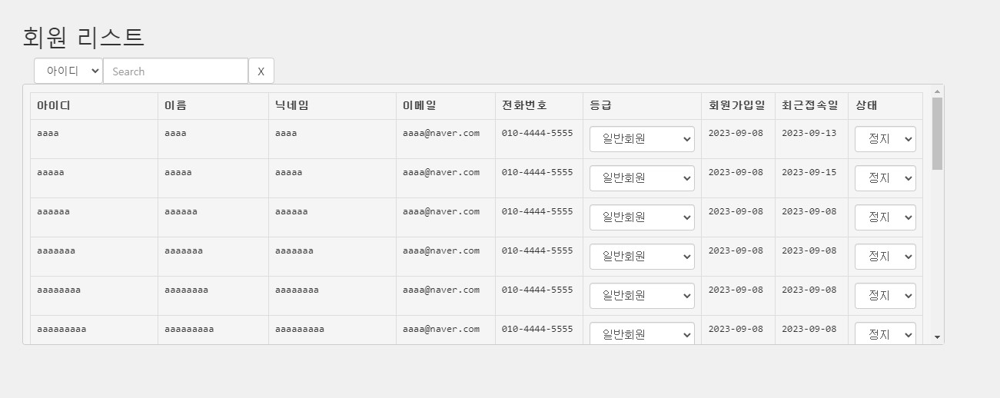 회원 리스트
아이디 Search X
아이디 이름 닉네임 이메일 전화번호 등급 회원가입일 최근접속일 상태
aaaa aaaa aaaa aaaa@naver.com 010-4444-5555 일반회원 2023-09-08 2023-09-13 정지
aaaaa aaaaa aaaaa aaaa@naver.com 010-4444-5555 일반회원 2023-09-08 2023-09-15 정지
aaaaaa aaaaaa aaaaaa aaaa@naver.com 010-4444-5555 일반회원 2023-09-08 2023-09-08 정지
aaaaaaa aaaaaaa aaaaaaa aaaa@naver.com 010-4444-5555 일반회원 2023-09-08 2023-09-08 정지
aaaaaaaa aaaaaaaa aaaaaaaa aaaa@naver.com 010-4444-5555 일반회원 2023-09-08 2023-09-08 정지
aaaaaaaaa aaaaaaaaa aaaaaaaaa aaaa@naver.com 010-4444-5555 일반회원 2023-09-08 2023-09-08 정지